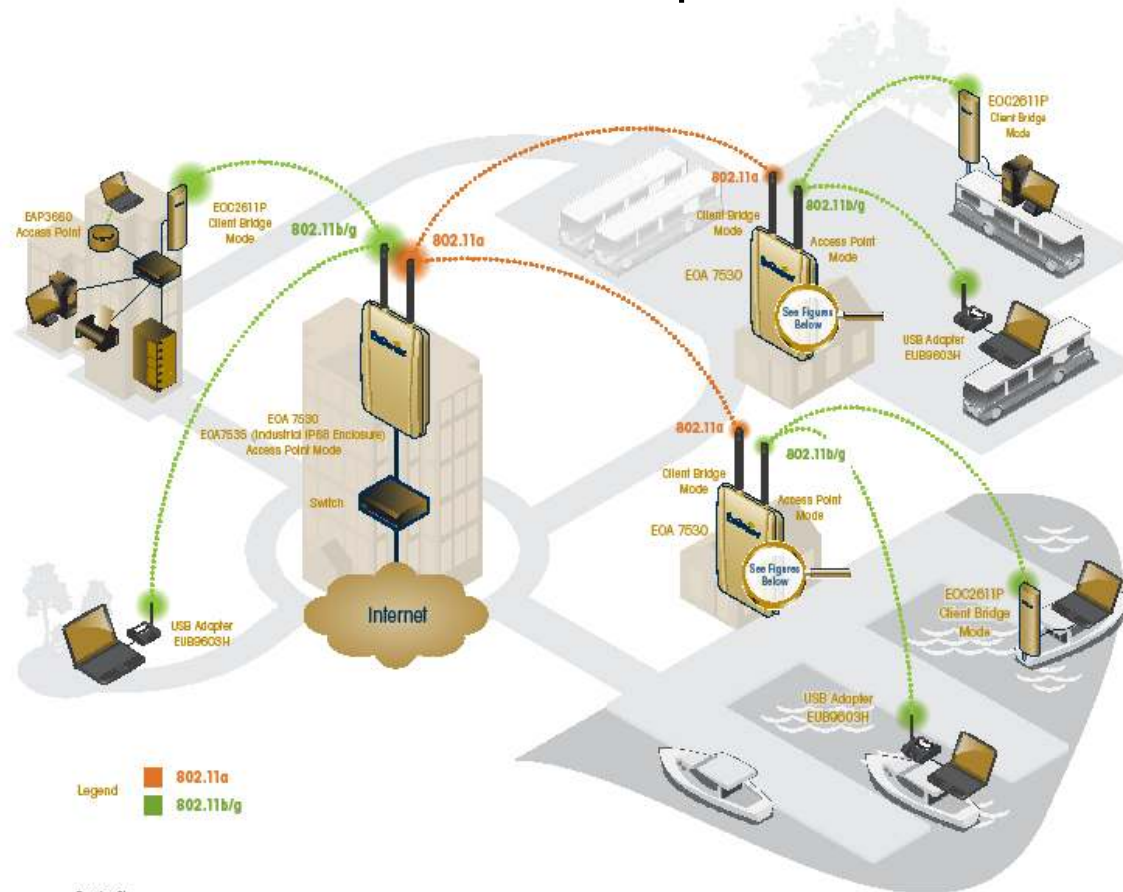 EOC2611P
Client Bridge
Mode
802.11a
802.11b/g
Client Bridge
Mode
Access Point
Mode
EOA 7530
See Figures
Below
USB Adapter
EUB9603H
EAP3660
Access Point
EOC2611P
Client Bridge
Mode
802.11b/g
802.11a
EOA 7530
EOA7535 (Industrial IP68 Enclosure)
Access Point Mode
Switch
Internet
USB Adapter
EUB9603H
802.11a
802.11b/g
Client Bridge
Mode
Access Point
Mode
EOA 7530
See Figures
Below
EOC2611P
Client Bridge
Mode
USB Adapter
EUB9603H
Legend
802.11a
802.11b/g